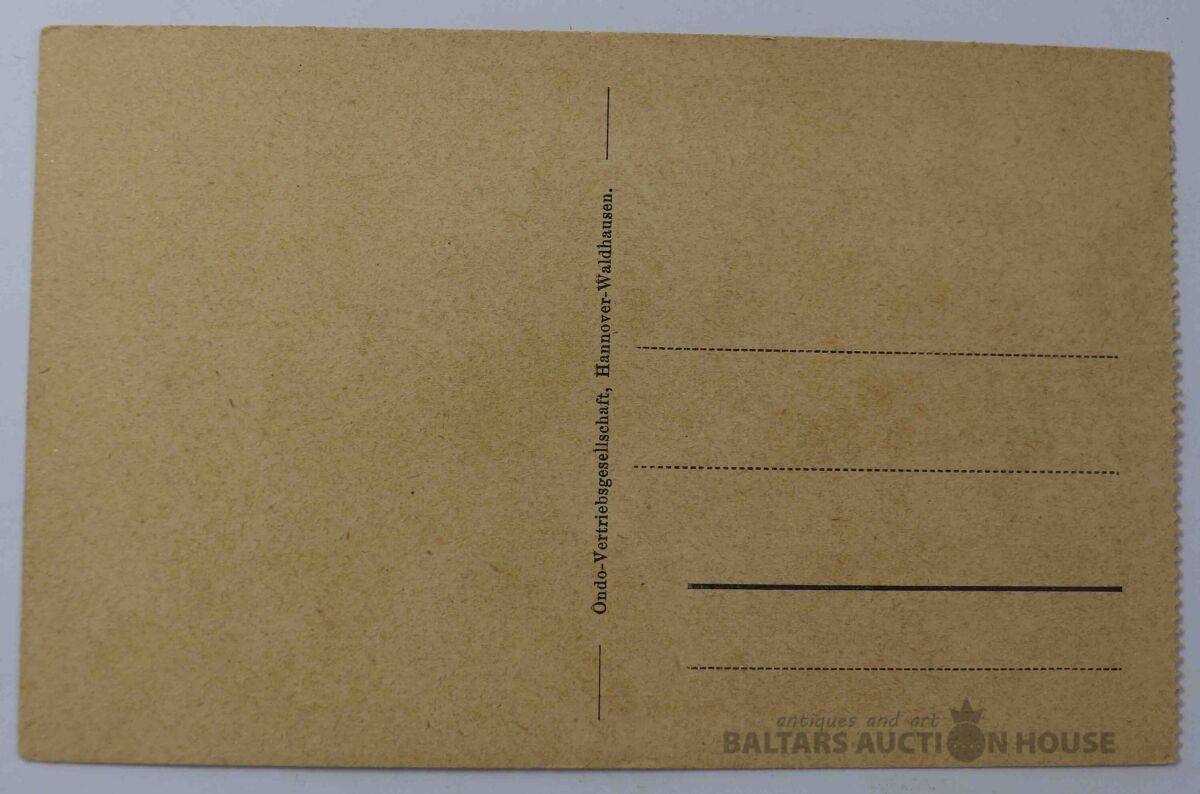 Ondo-Vertriebsgesellschaft, Hannover-Waldhausen.
antiques and art
BALTARS AUCTION HOUSE